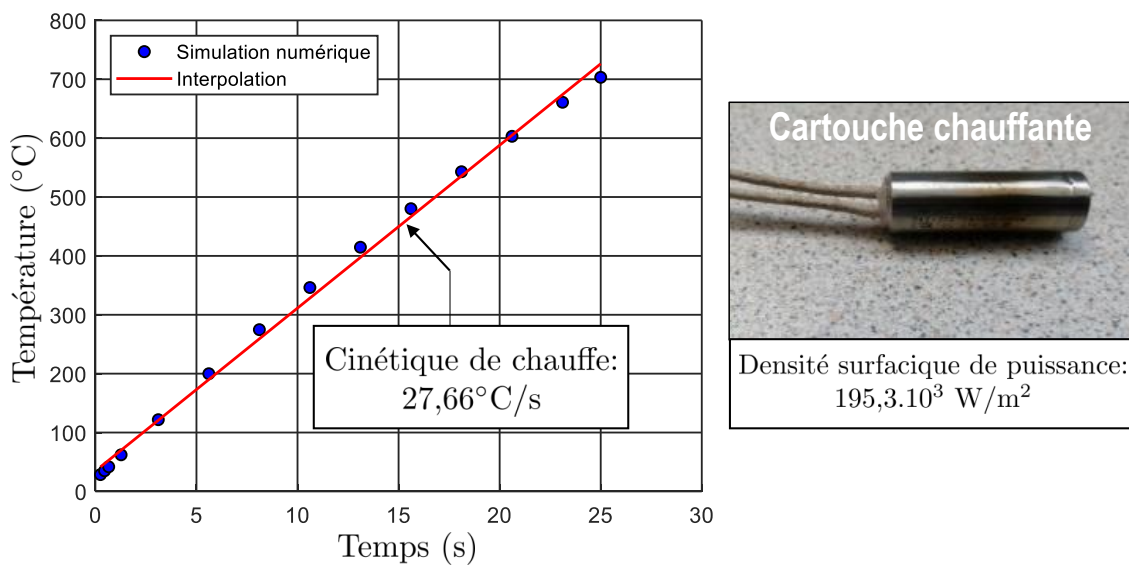 800
700
600
500
400
300
200
100
0
0 5 10 15 20 25 30
Température (°C)
Temps (s)
Simulation numérique
Interpolation
Cinétique de chauffe:
27,66°C/s
Cartouche chauffante
Densité surfacique de puissance:
195,3.10³ W/m²